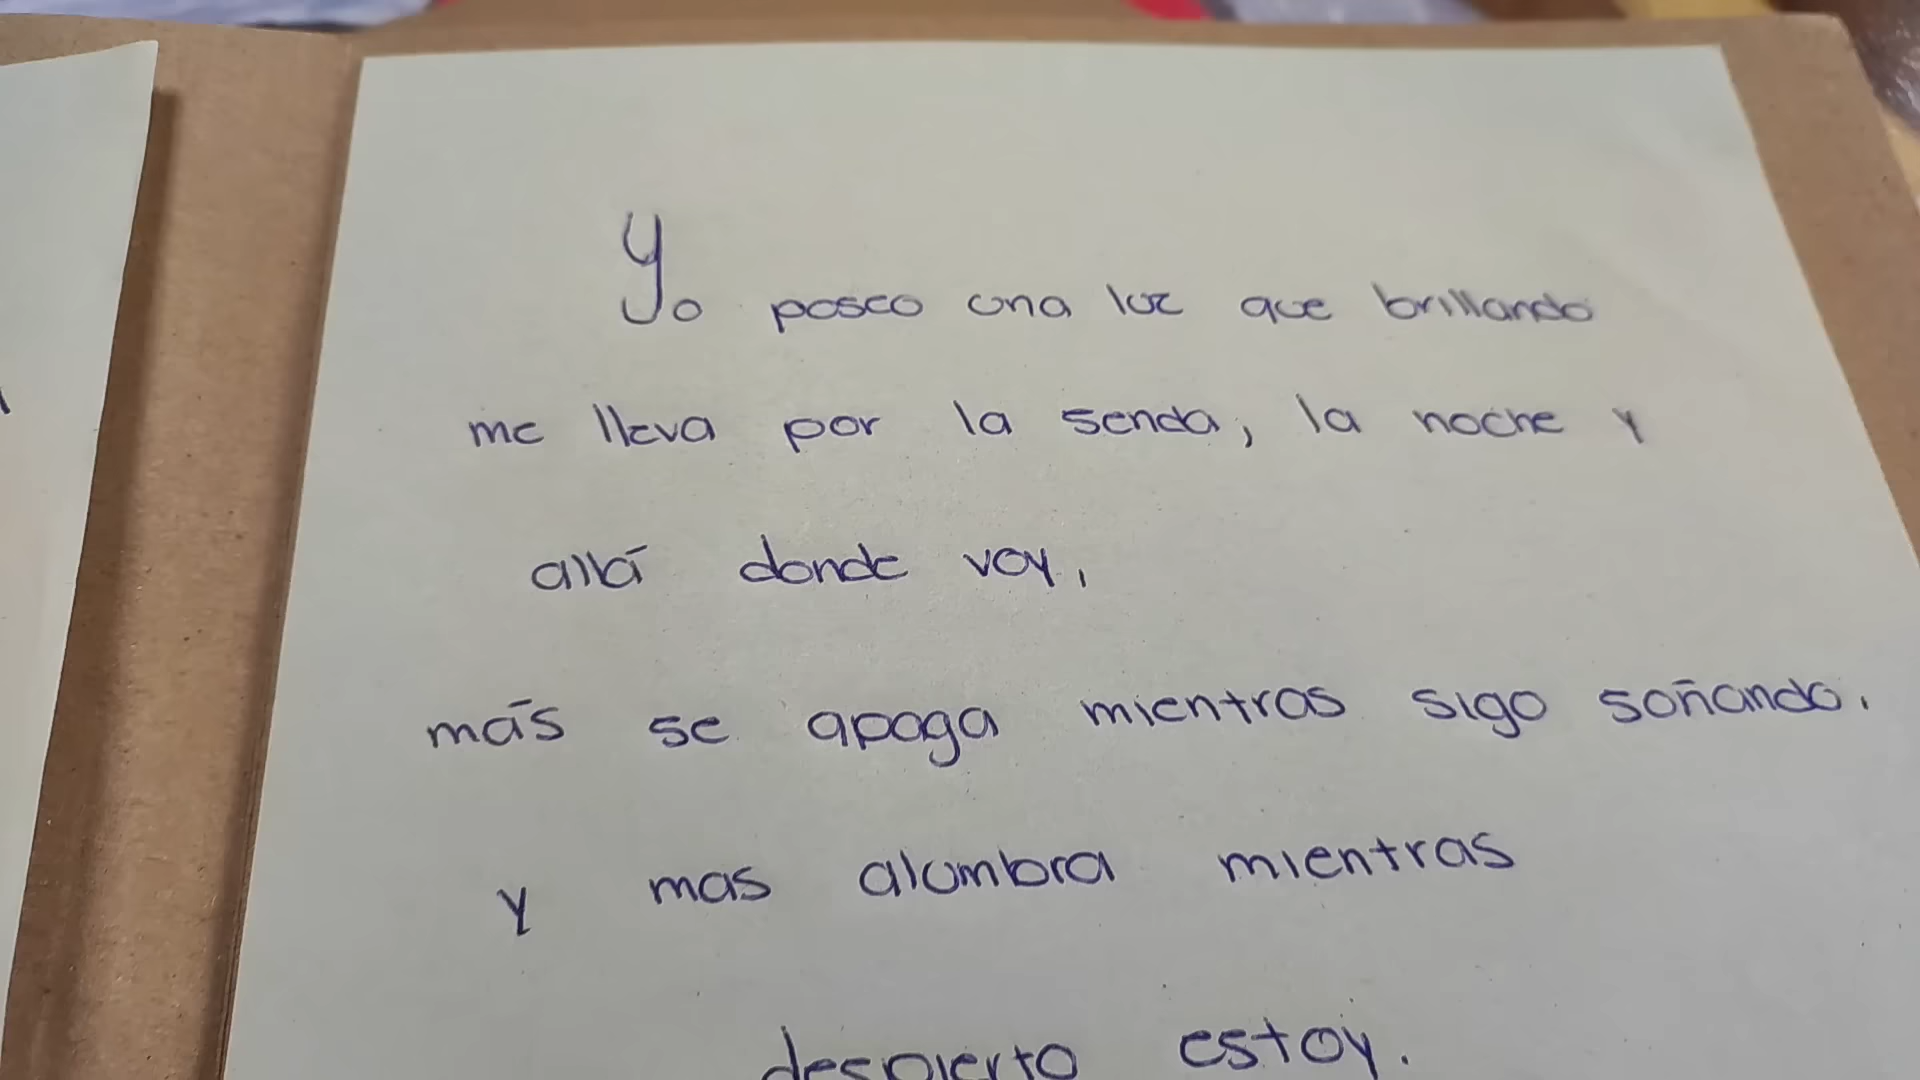 Yo poseo una luz que brillando
me lleva por la senda, la noche y
allá donde voy,
más se apaga mientras sigo soñando,
y mas alumbra mientras
despierto estoy.